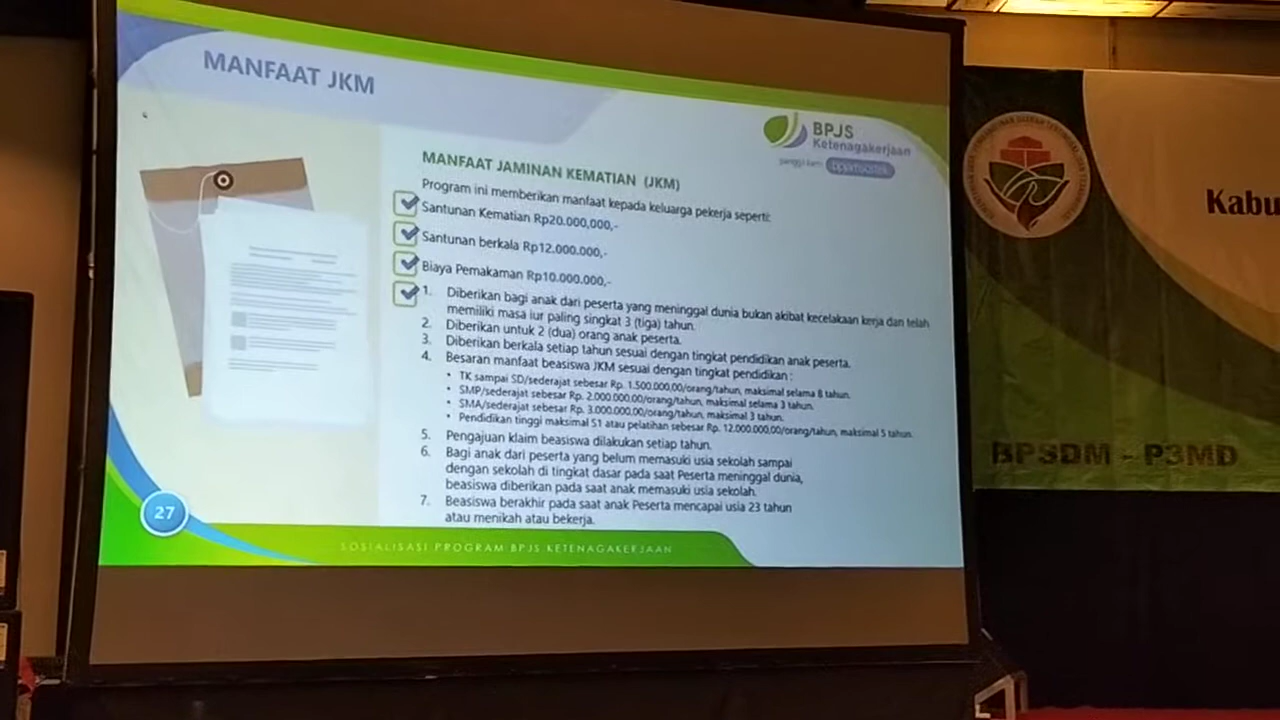 MANFAAT JKM
BPJS
Ketenagakerjaan
MANFAAT JAMINAN KEMATIAN (JKM)
Program ini memberikan manfaat kepada keluarga pekerja seperti:
Santunan Kematian Rp20.000,000,-
Santunan berkala Rp12.000.000,-
Biaya Pemakaman Rp10.000.000,-
1. Diberikan bagi anak dari peserta yang meninggal dunia bukan akibat kecelakaan kerja dan telah
memiliki masa iur paling singkat 3 (tiga) tahun.
2. Diberikan untuk 2 (dua) orang anak peserta.
3. Diberikan berkala setiap tahun sesuai dengan tingkat pendidikan anak peserta.
4. Besaran manfaat beasiswa JKM sesuai dengan tingkat pendidikan :
• TK sampai SD/sederajat sebesar Rp. 1.500.000,00/orang/tahun, maksimal selama 8 tahun.
• SMP/sederajat sebesar Rp. 2.000.000,00/orang/tahun, maksimal selama 3 tahun.
• SMA/sederajat sebesar Rp. 3.000.000,00/orang/tahun, maksimal 3 tahun.
• Pendidikan tinggi maksimal S1 atau pelatihan sebesar Rp. 12.000.000,00/orang/tahun, maksimal 5 tahun.
5. Pengajuan klaim beasiswa dilakukan setiap tahun.
6. Bagi anak dari peserta yang belum memasuki usia sekolah sampai
dengan sekolah di tingkat dasar pada saat Peserta meninggal dunia,
beasiswa diberikan pada saat anak memasuki usia sekolah.
7. Beasiswa berakhir pada saat anak Peserta mencapai usia 23 tahun
atau menikah atau bekerja.
27
SOSIALISASI PROGRAM BPJS KETENAGAKERJAAN
Kabu
BPSDM - P3MD